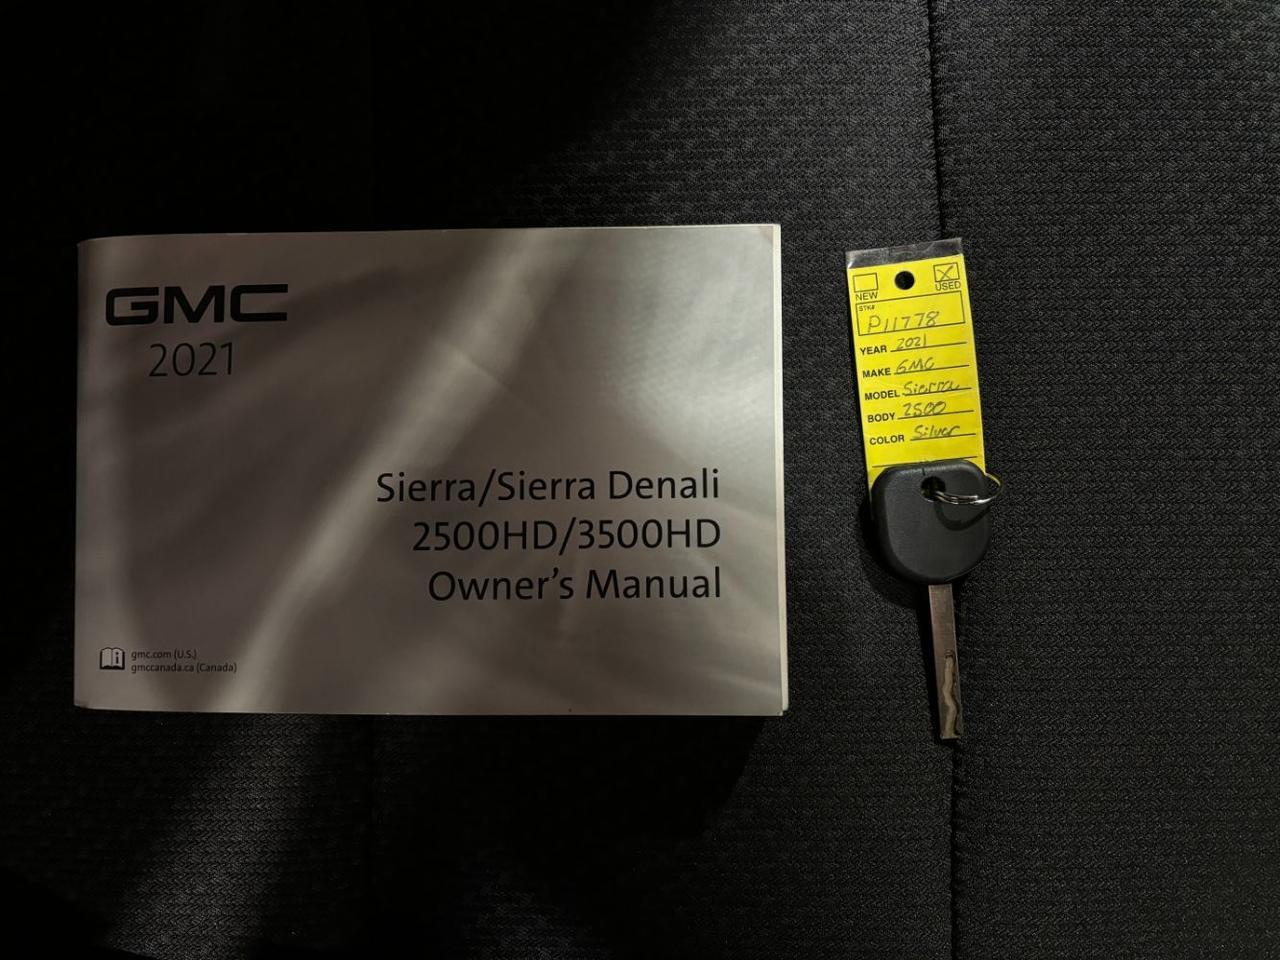 GMC
2021
Sierra/Sierra Denali
2500HD/3500HD
Owner's Manual
gmc.com (U.S.)
gmccanada.ca (Canada)
NEW
USED
STK#
P11778
YEAR 2021
MAKE GMC
MODEL Sierra
BODY 2500
COLOR Silver